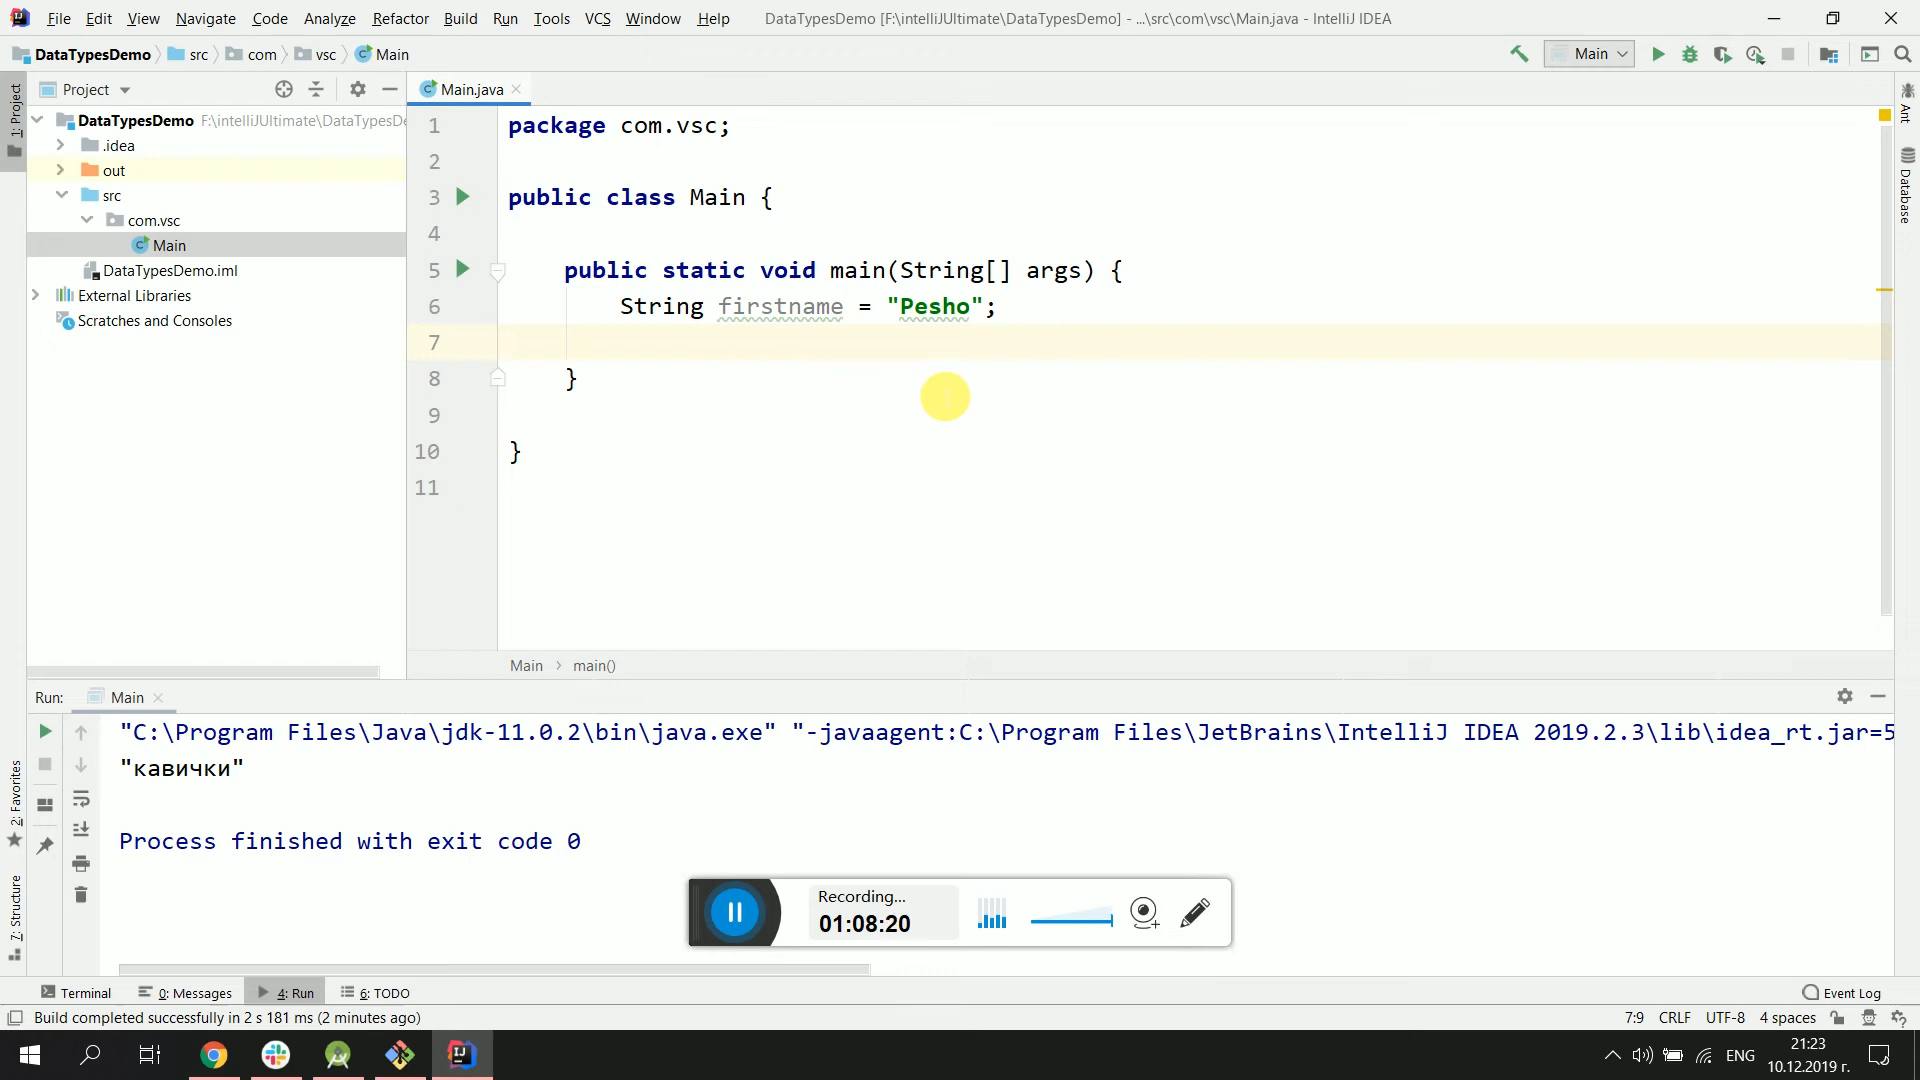 File Edit View Navigate Code Analyze Refactor Build Run Tools VCS Window Help DataTypesDemo [F:\intelliJUltimate\DataTypesDemo] - ...\src\com\vsc\Main.java - IntelliJ IDEA
DataTypesDemo src com vsc Main Main
Project Main.java
1: Project
DataTypesDemo F:\intelliJUltimate\DataTypesD
.idea
out
src
com.vsc
Main
DataTypesDemo.iml
External Libraries
Scratches and Consoles
1 package com.vsc;
2
3 public class Main {
4
5 public static void main(String[] args) {
6 String firstname = "Pesho";
7
8 }
9
10 }
11
Ant
Database
Main main()
Run: Main
"C:\Program Files\Java\jdk-11.0.2\bin\java.exe" "-javaagent:C:\Program Files\JetBrains\IntelliJ IDEA 2019.2.3\lib\idea_rt.jar=5
"кавички"
Process finished with exit code 0
2: Favorites
7: Structure
Recording...
01:08:20
Terminal 0: Messages 4: Run 6: TODO Event Log
Build completed successfully in 2 s 181 ms (2 minutes ago) 7:9 CRLF UTF-8 4 spaces
ENG
21:23
10.12.2019 г.